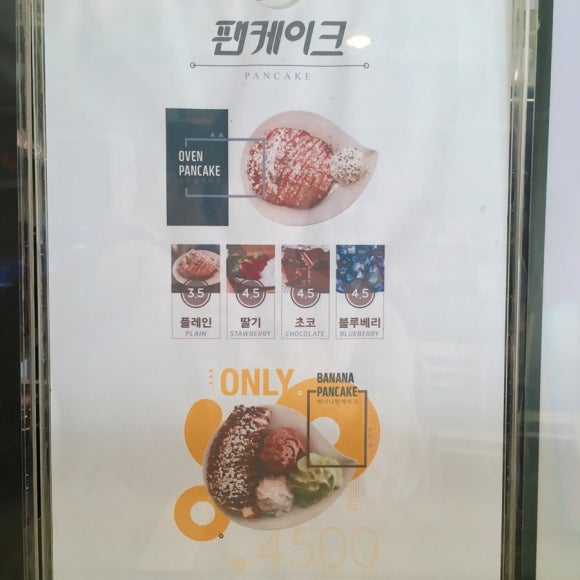 팬케이크
PANCAKE
OVEN
PANCAKE
3.5 4.5 4.5 4.5
플레인 딸기 초코 블루베리
PLAIN STAWBERRY CHOCOLATE BLUEBERRY
ONLY
BANANA
PANCAKE
바나나팬케이크
4500